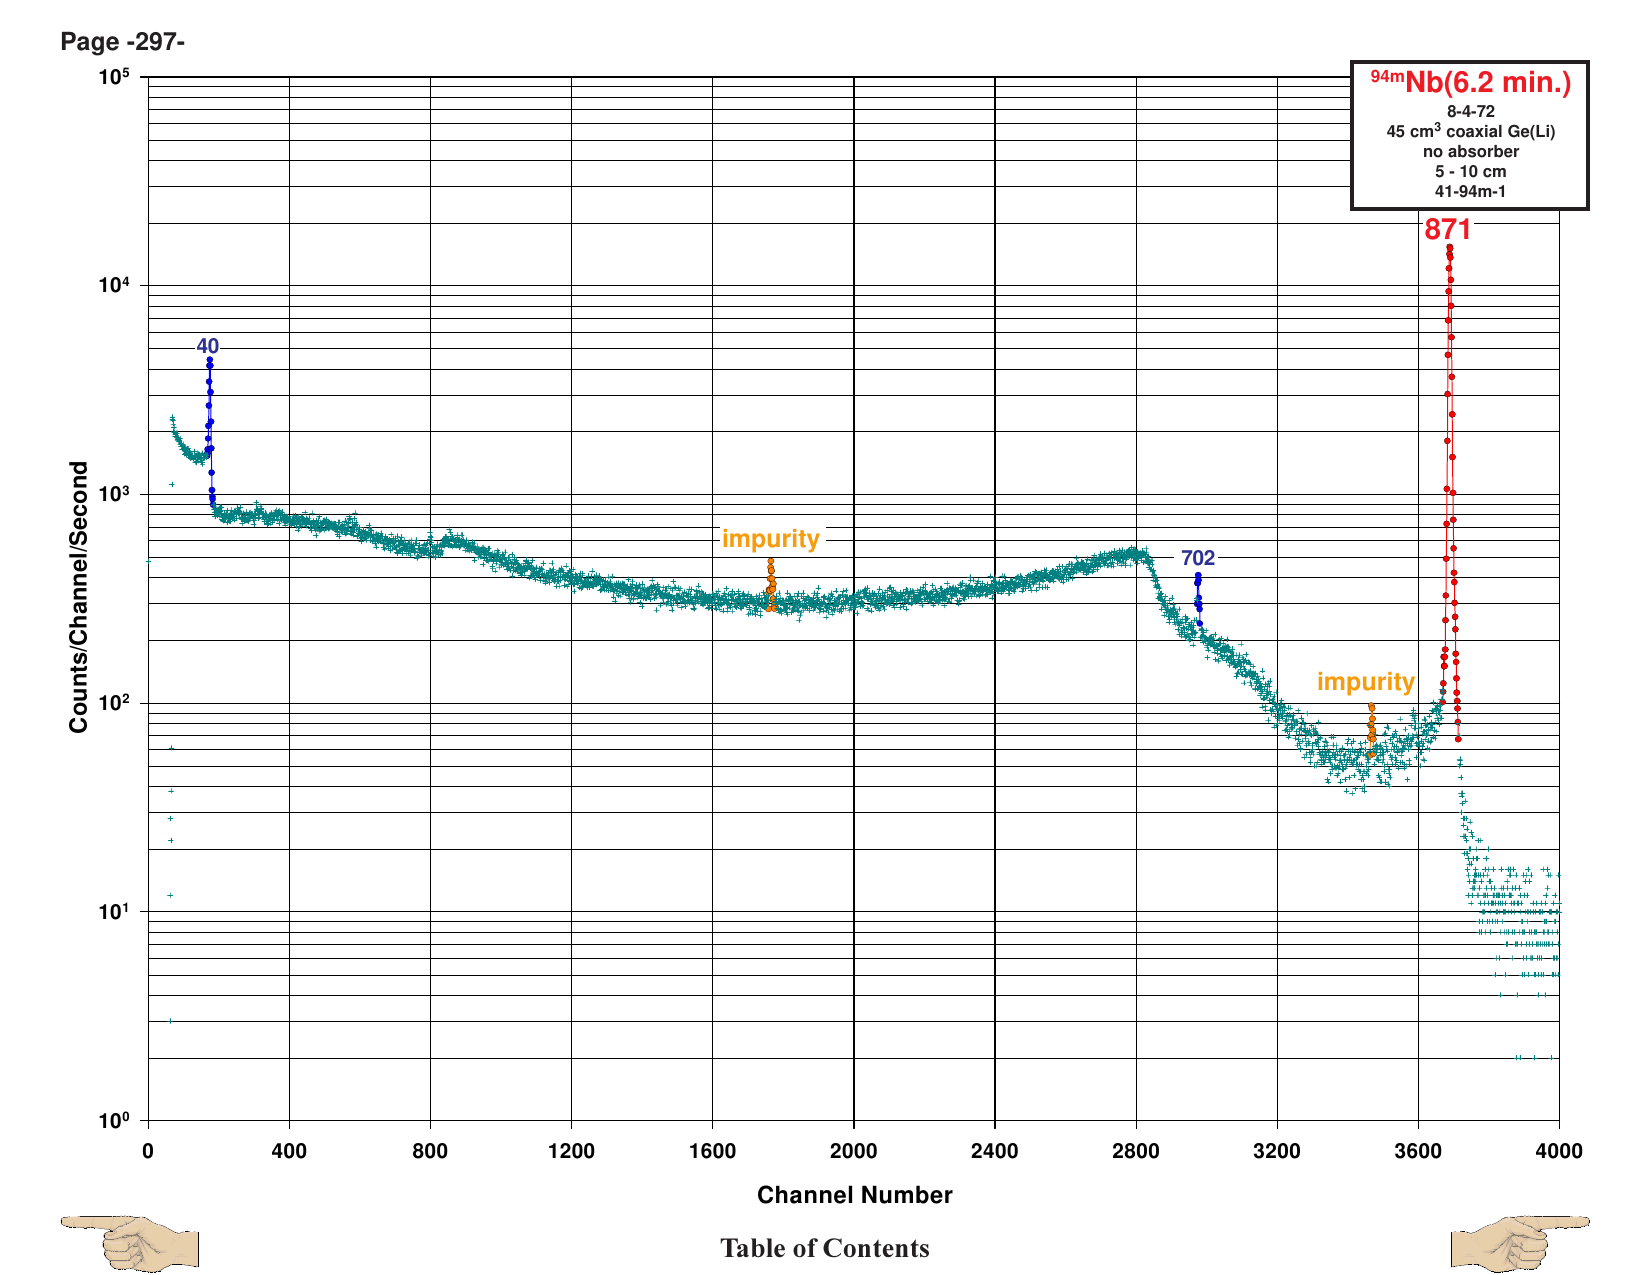 Page -297-
10⁵
10⁴
10³
10²
10¹
10⁰
Counts/Channel/Second
⁹⁴ᵐNb(6.2 min.)
8-4-72
45 cm³ coaxial Ge(Li)
no absorber
5 - 10 cm
41-94m-1
871
40
impurity
702
impurity
0 400 800 1200 1600 2000 2400 2800 3200 3600 4000
Channel Number
Table of Contents